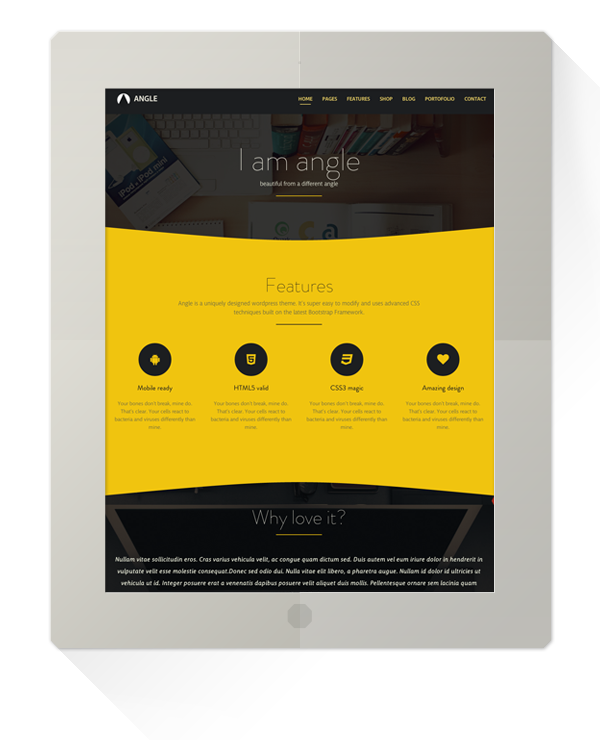 ANGLE
HOME PAGES FEATURES SHOP BLOG PORTOFOLIO CONTACT
iPad · iPad mini
I am angle
beautiful from a different angle
Features
Angle is a uniquely designed wordpress theme. It's super easy to modify and uses advanced CSS
techniques built on the latest Bootstrap Framework.
Mobile ready
Your bones don't break, mine do.
That's clear. Your cells react to
bacteria and viruses differently than
mine.
HTML5 valid
Your bones don't break, mine do.
That's clear. Your cells react to
bacteria and viruses differently than
mine.
CSS3 magic
Your bones don't break, mine do.
That's clear. Your cells react to
bacteria and viruses differently than
mine.
Amazing design
Your bones don't break, mine do.
That's clear. Your cells react to
bacteria and viruses differently than
mine.
Why love it?
Nullam vitae sollicitudin eros. Cras varius vehicula velit, ac congue quam dictum sed. Duis autem vel eum iriure dolor in hendrerit in
vulputate velit esse molestie consequat.Donec sed odio dui. Nulla vitae elit libero, a pharetra augue. Nullam id dolor id ultricies ut
vehicula ut id. Integer posuere erat a venenatis dapibus posuere velit aliquet duis mollis. Pellentesque ornare sem lacinia quam